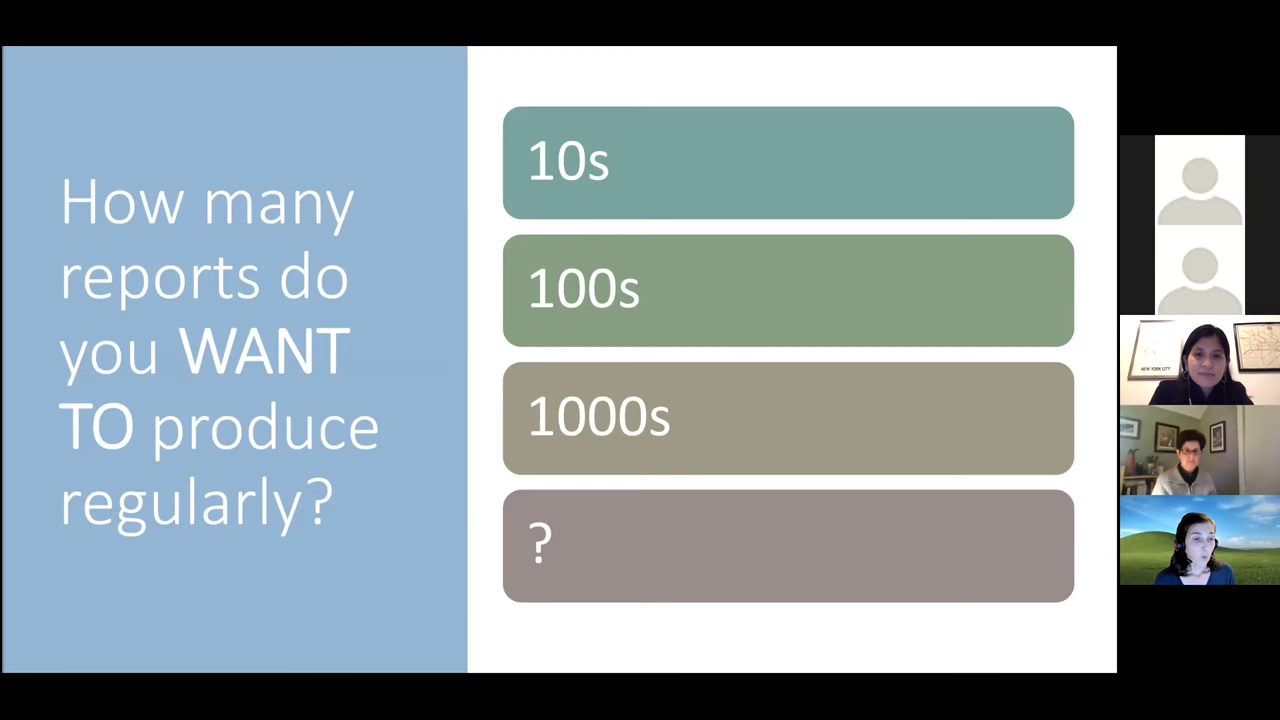 How many
reports do
you WANT
TO produce
regularly?
10s
100s
1000s
?
NEW YORK CITY